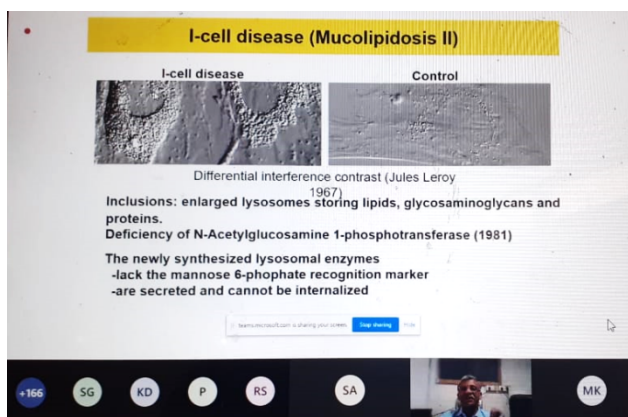 I-cell disease (Mucolipidosis II)
I-cell disease
Control
Differential interference contrast (Jules Leroy
1967)
Inclusions: enlarged lysosomes storing lipids, glycosaminoglycans and
proteins.
Deficiency of N-Acetylglucosamine 1-phosphotransferase (1981)
The newly synthesized lysosomal enzymes
-lack the mannose 6-phophate recognition marker
-are secreted and cannot be internalized
teams.microsoft.com is sharing your screen.
Stop sharing
Hide
+166
SG
KD
P
RS
SA
MK